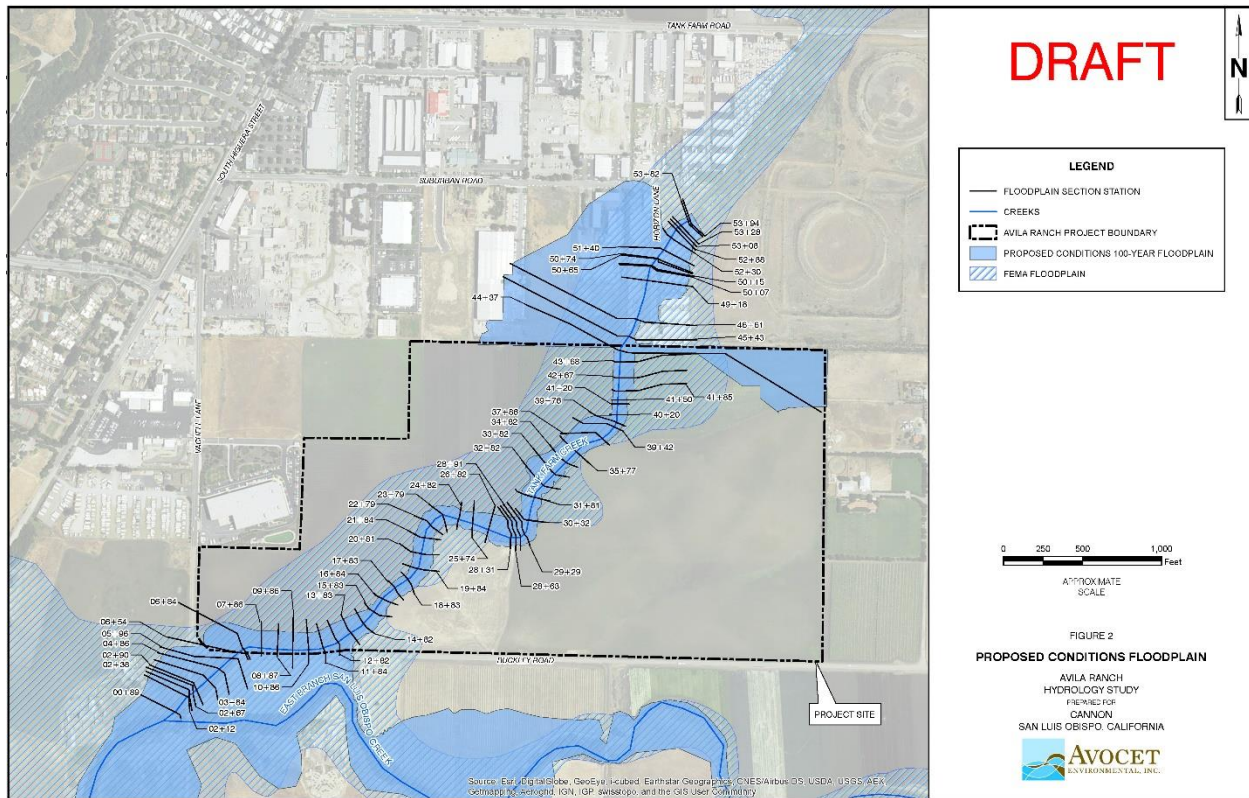 TANK FARM ROAD
SOUTH HIGUERA STREET
SUBURBAN ROAD
HORIZON LANE
53+82
53+94
53+28
53+08
52+88
52+30
51+40
50+74
50+65
50+15
50+07
49+18
44+37
45+43
43+68
42+67
41+20
39+76
41+50
41+85
40+20
37+86
34+82
33+82
32+82
39+42
35+77
TANK FARM CREEK
28+91
26+82
24+82
23+79
22+79
21+84
20+81
31+81
30+32
29+29
28+63
28+31
25+74
17+83
16+84
15+83
13+83
19+84
18+83
14+82
12+82
11+84
09+86
07+86
06+84
08+87
10+86
06+54
05+96
04+86
02+90
02+38
00+89
03+84
02+67
02+12
BUCKLEY ROAD
EAST BRANCH SAN LUIS OBISPO CREEK
PROJECT SITE
Source: Esri, DigitalGlobe, GeoEye, i-cubed, Earthstar Geographics, CNES/Airbus DS, USDA, USGS, AEX,
Getmapping, Aerogrid, IGN, IGP, swisstopo, and the GIS User Community
DRAFT
N
LEGEND
FLOODPLAIN SECTION STATION
CREEKS
AVILA RANCH PROJECT BOUNDARY
PROPOSED CONDITIONS 100-YEAR FLOODPLAIN
FEMA FLOODPLAIN
0 250 500 1,000
Feet
APPROXIMATE
SCALE
FIGURE 2
PROPOSED CONDITIONS FLOODPLAIN
AVILA RANCH
HYDROLOGY STUDY
PREPARED FOR
CANNON
SAN LUIS OBISPO, CALIFORNIA
AVOCET
ENVIRONMENTAL, INC.